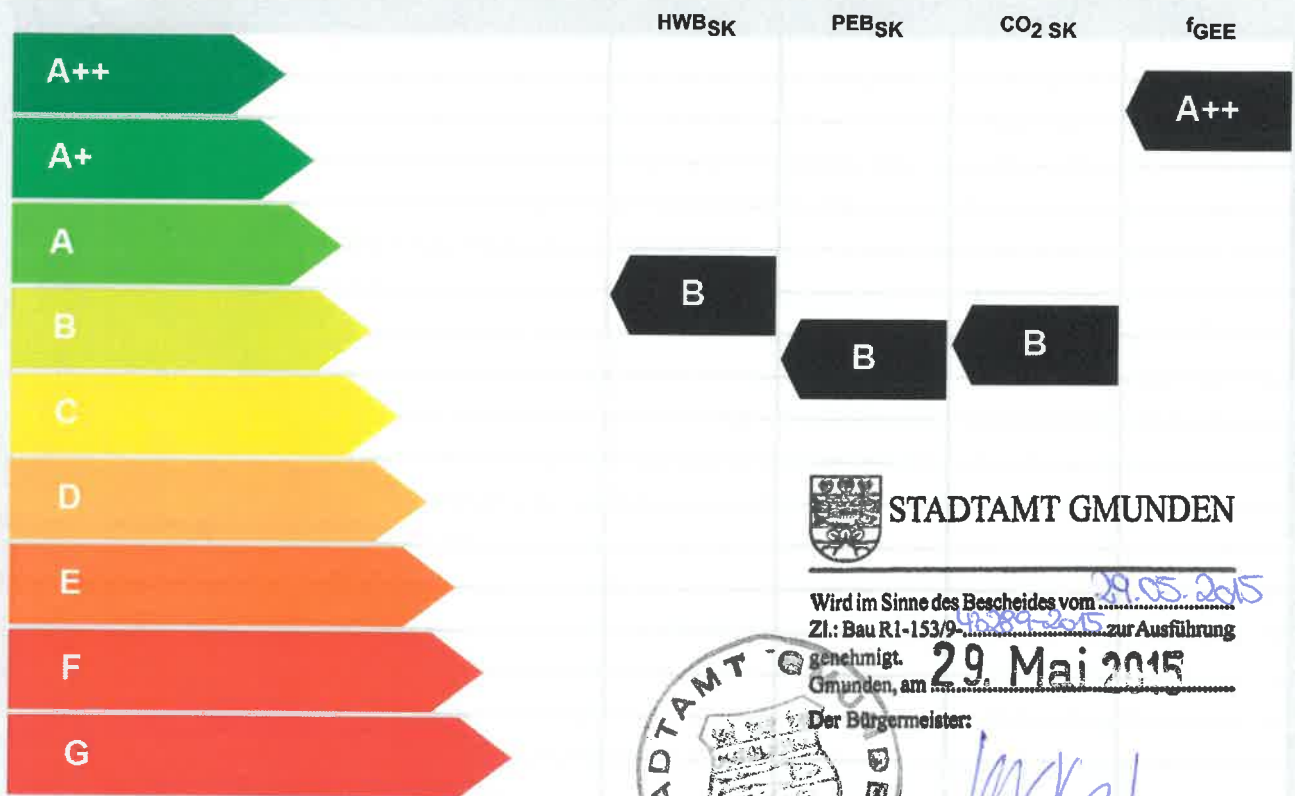 HWBSK PEBSK CO2 SK fGEE
A++
A++
A+
A
B
B
B
B
C
D
STADTAMT GMUNDEN
E
Wird im Sinne des Bescheides vom 29.05.2015
Zl.: Bau R1-153/9- zur Ausführung
F
genehmigt.
Gmunden, am 29. Mai 2015
Der Bürgermeister:
G